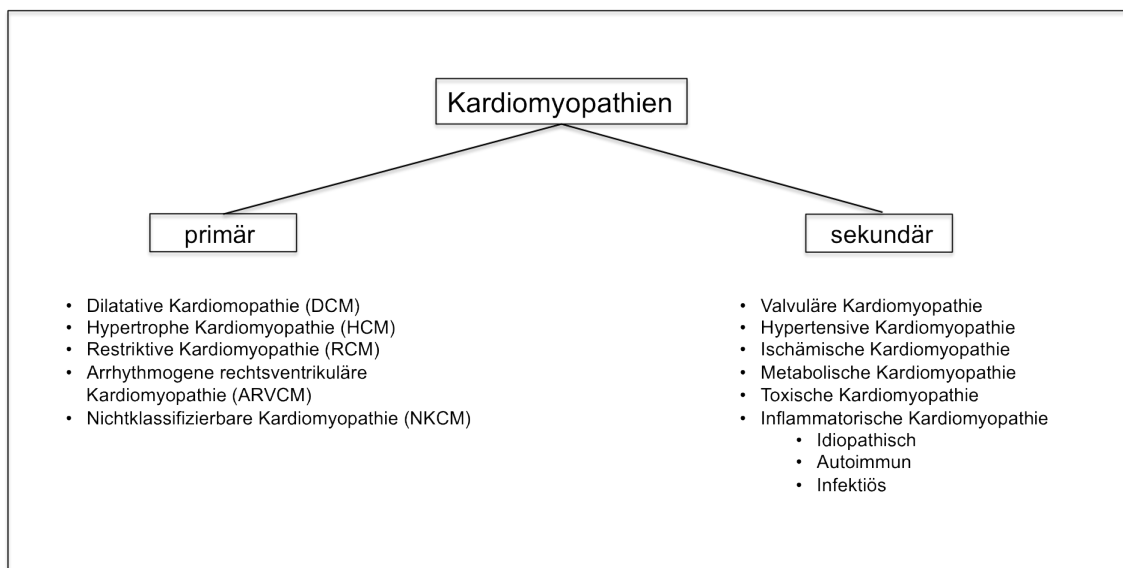 Kardiomyopathien
primär
• Dilatative Kardiomopathie (DCM)
• Hypertrophe Kardiomyopathie (HCM)
• Restriktive Kardiomyopathie (RCM)
• Arrhythmogene rechtsventrikuläre
Kardiomyopathie (ARVCM)
• Nichtklassifizierbare Kardiomyopathie (NKCM)
sekundär
• Valvuläre Kardiomyopathie
• Hypertensive Kardiomyopathie
• Ischämische Kardiomyopathie
• Metabolische Kardiomyopathie
• Toxische Kardiomyopathie
• Inflammatorische Kardiomyopathie
• Idiopathisch
• Autoimmun
• Infektiös